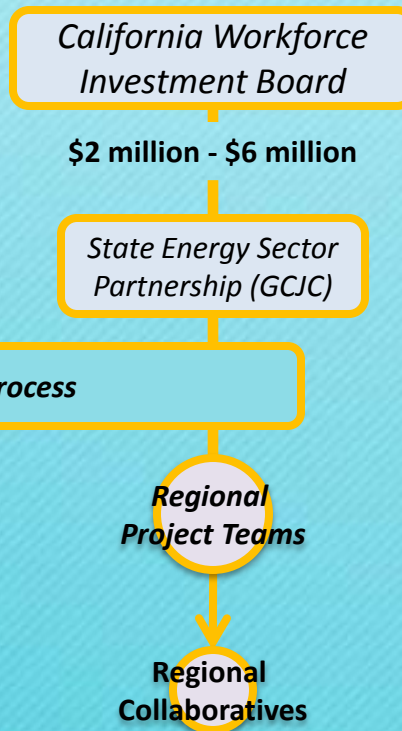 California Workforce
Investment Board
$2 million - $6 million
State Energy Sector
Partnership (GCJC)
rocess
Regional
Project Teams
Regional
Collaboratives